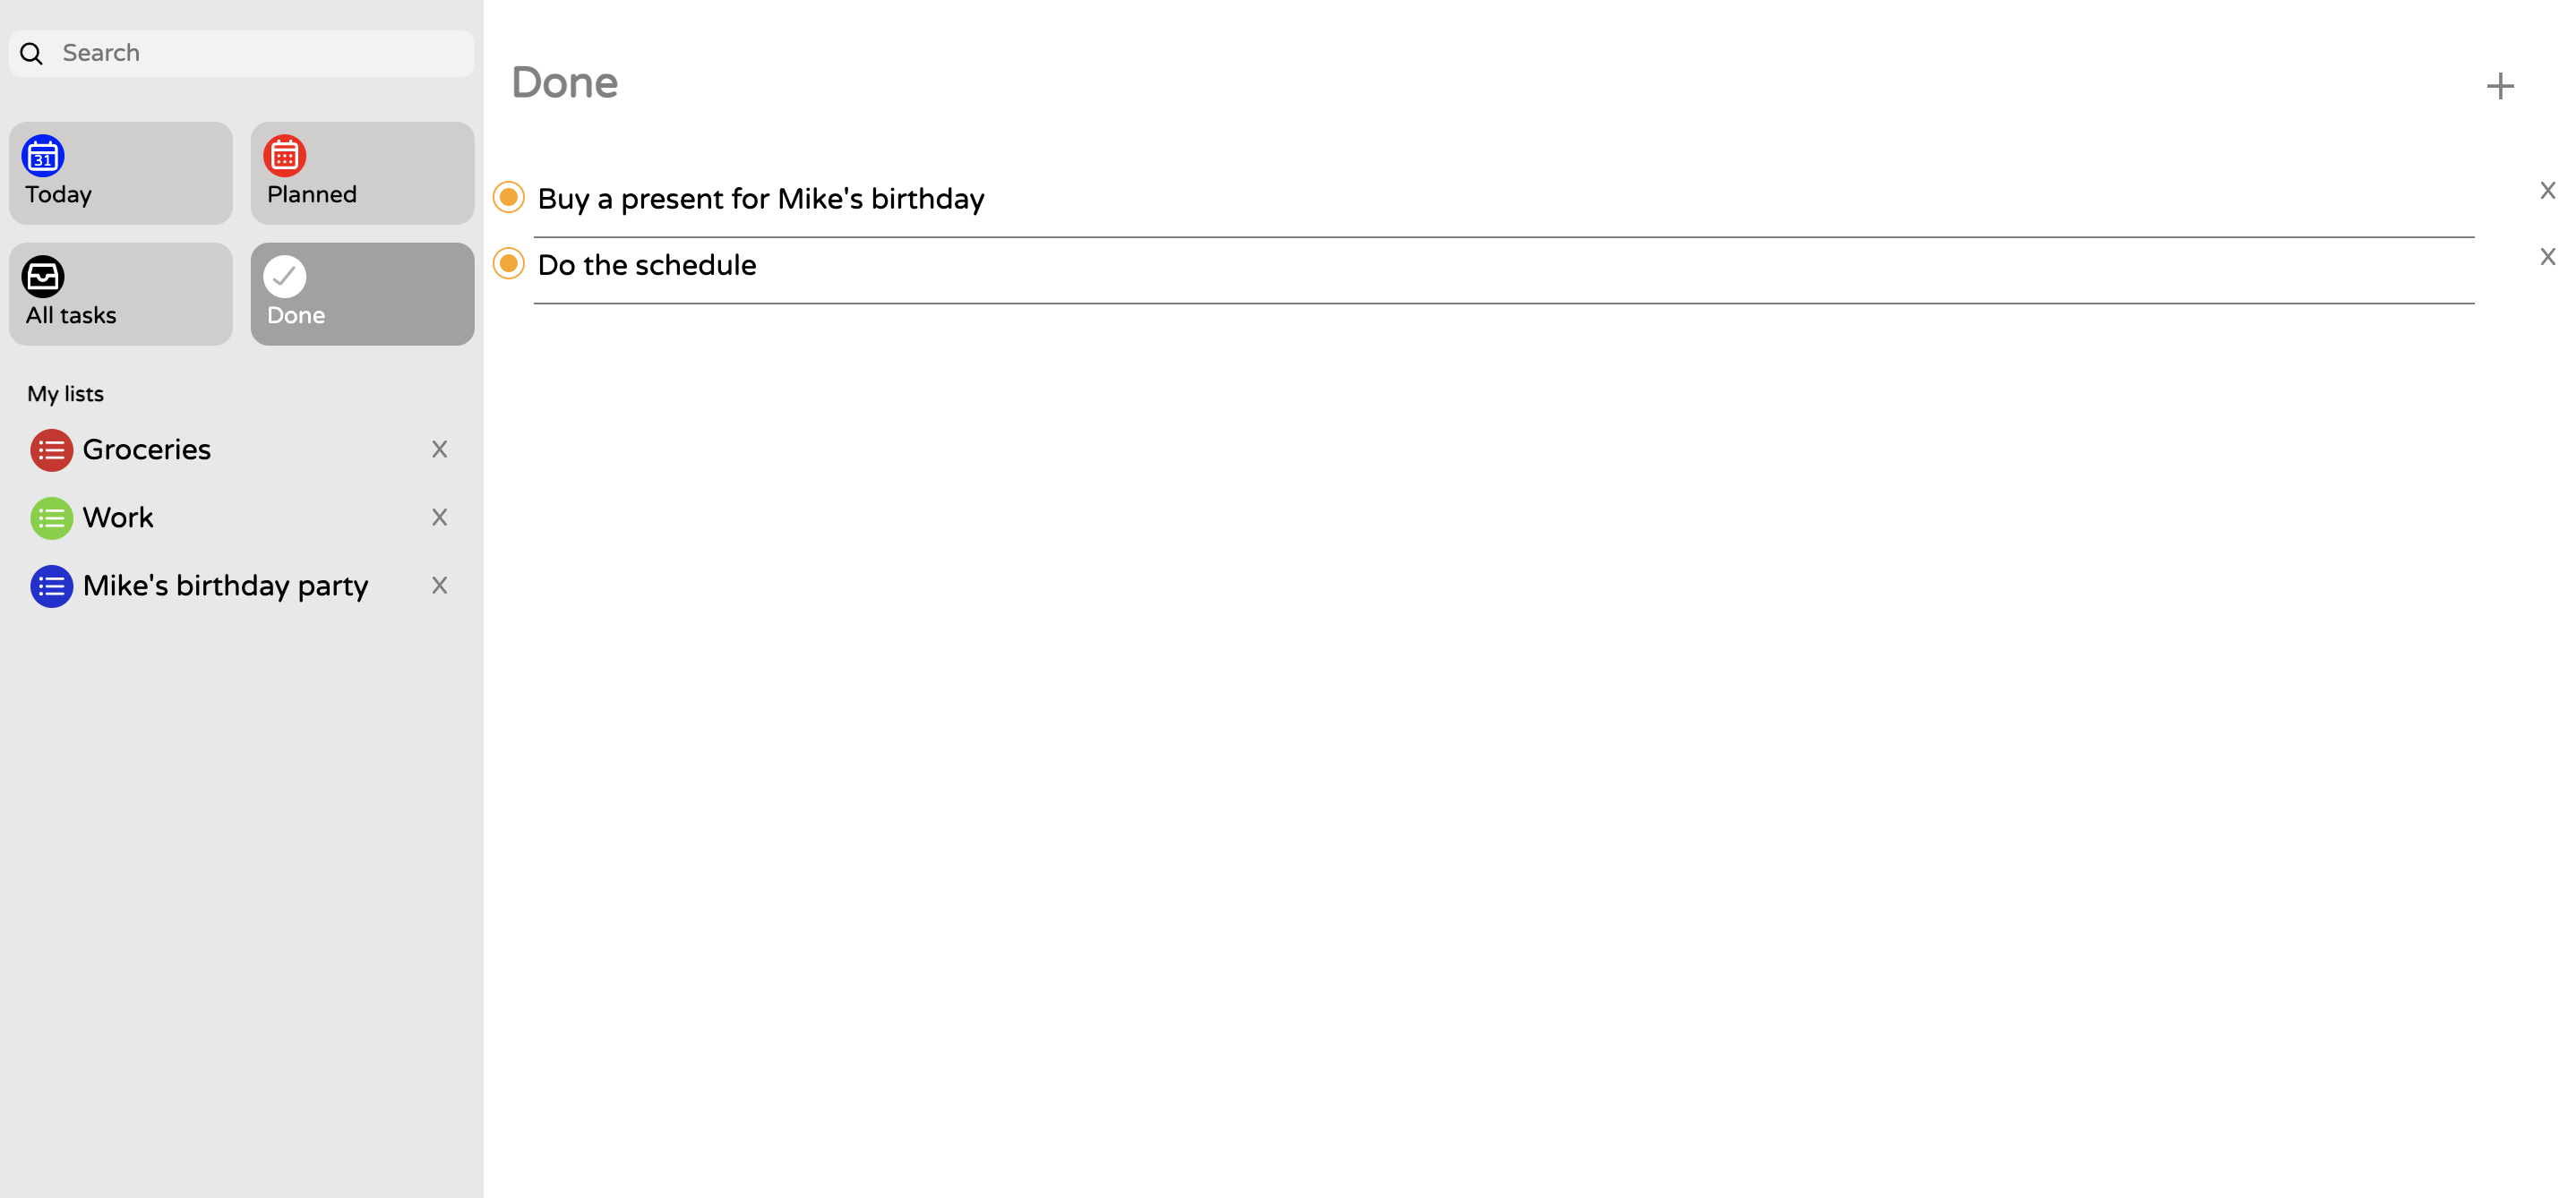 Search
31
Today
Planned
All tasks
Done
My lists
Groceries X
Work X
Mike's birthday party X
Done +
Buy a present for Mike's birthday X
Do the schedule X